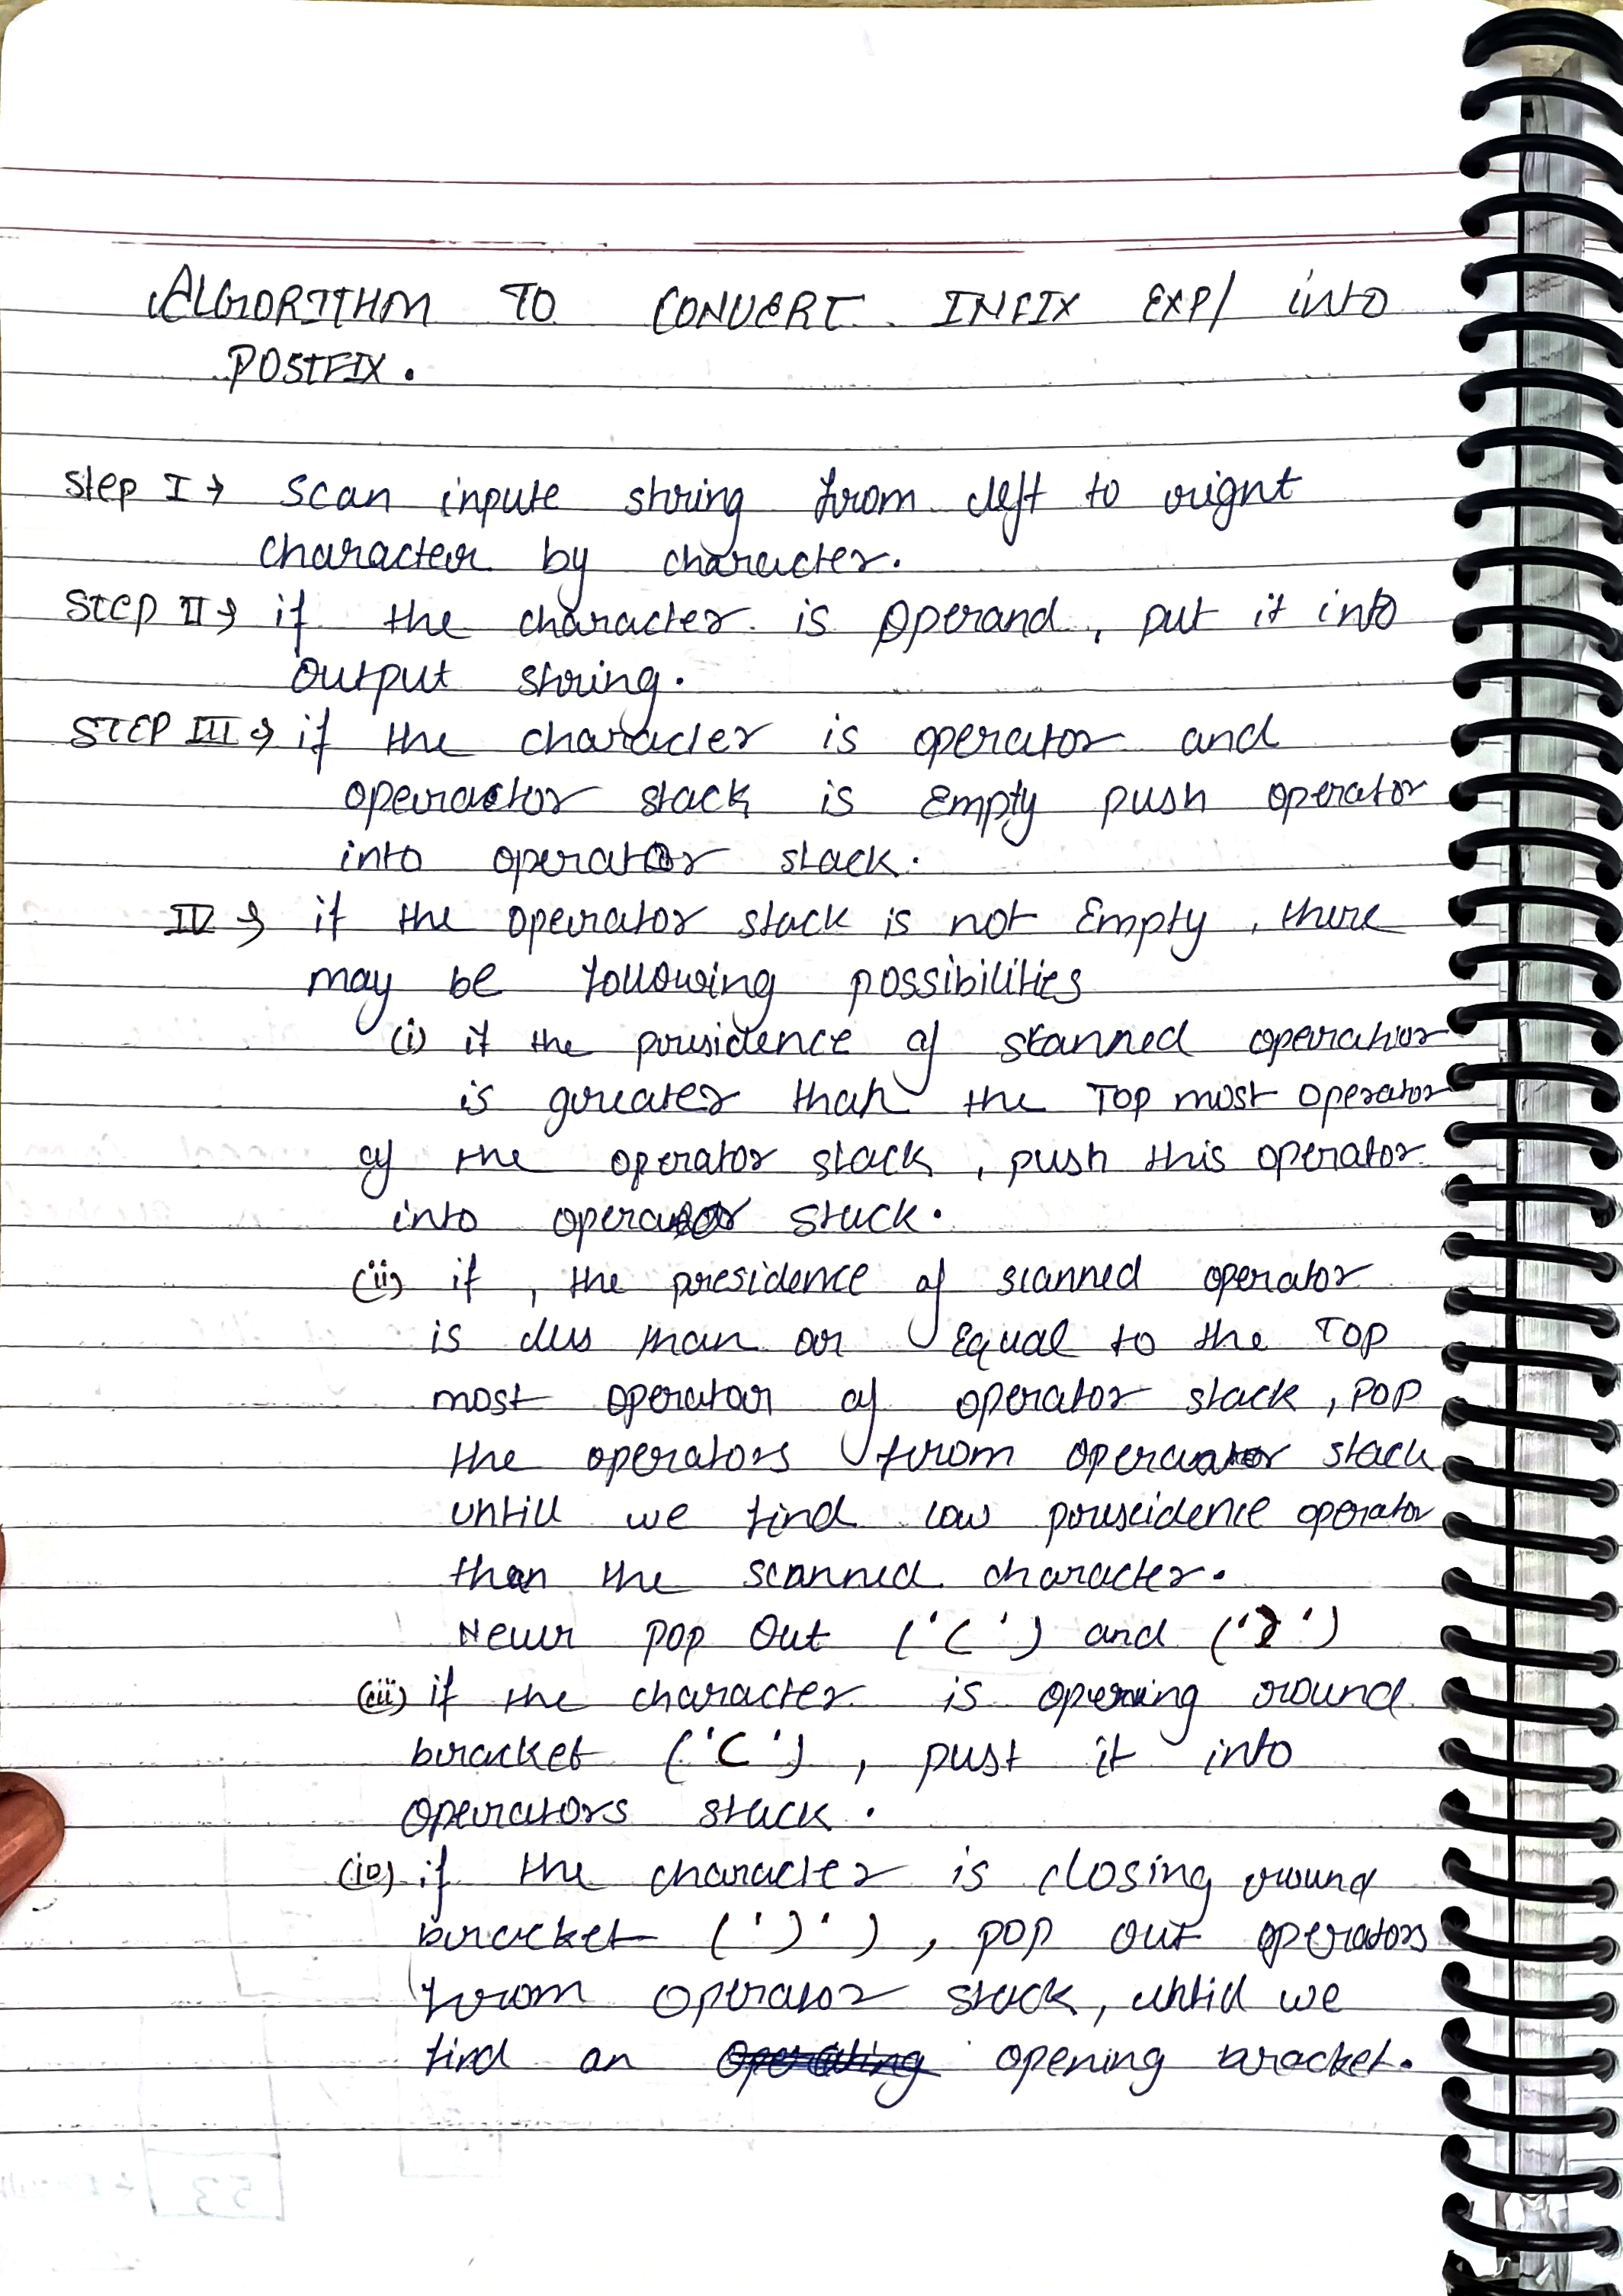 ALGORITHM TO CONVERT INFIX EXP/ INTO
POSTFIX.
Step I → Scan inpute string from left to right
character by character.
STEP II → if the character is operand, put it into
output string.
STEP III → if the character is operator and
operator stack is Empty push operator
into operator stack.
IV → if the operator stack is not Empty, there
may be following possibilities
(i) if the presidence of scanned operator
is greater than the Top most operator
of the operator stack, push this operator
into operator stack.
(ii) if, the presidence of scanned operator
is less than or Equal to the TOP
most operator of operator stack, POP
the operators from operator stack
untill we find low presidence operator
than the scanned character.
Never pop Out ('(') and (')')
(iii) if the character is opening round
bracket ('('), pust it into
operators stack.
(iv) if the character is closing round
bracket (')'), pop out operators
from operator stack, until we
find an opening bracket.